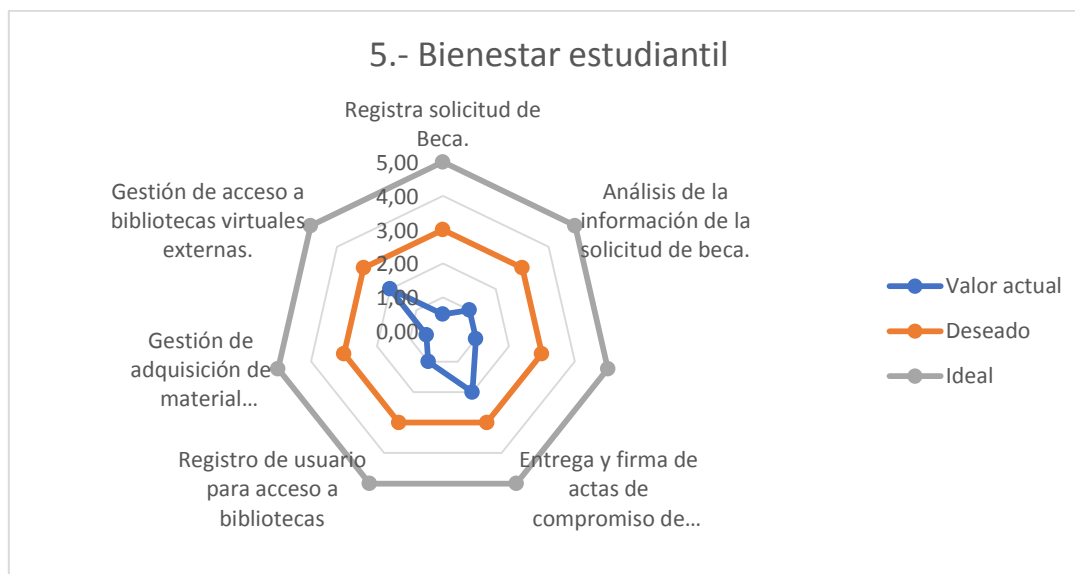 5.- Bienestar estudiantil
Registra solicitud de
Beca.
5,00
4,00
3,00
2,00
1,00
0,00
Análisis de la
información de la
solicitud de beca.
Entrega y firma de
actas de
compromiso de...
Registro de usuario
para acceso a
bibliotecas
Gestión de
adquisición de
material...
Gestión de acceso a
bibliotecas virtuales
externas.
Valor actual
Deseado
Ideal